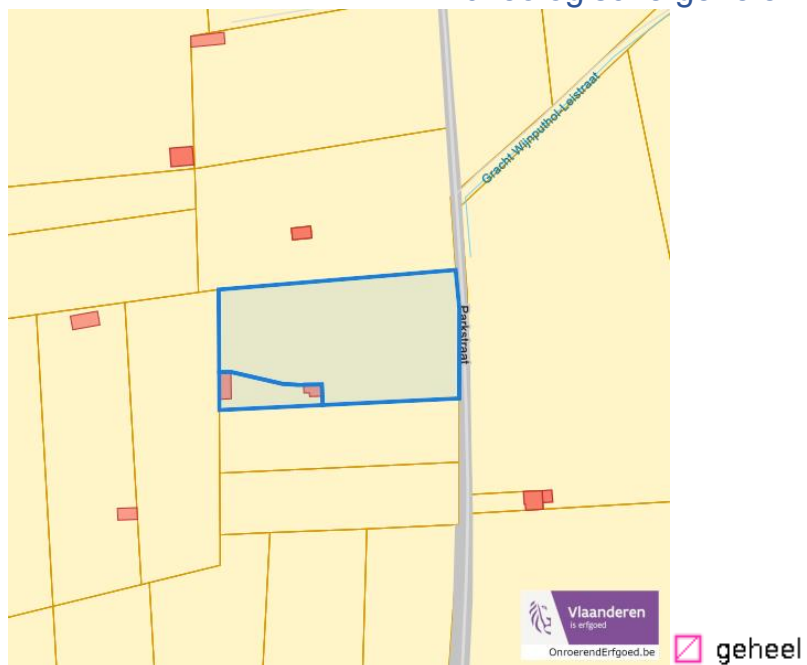 Gracht Wijnputhol-Leistraat
Parkstraat
Vlaanderen
is erfgoed
OnroerendErfgoed.be
geheel